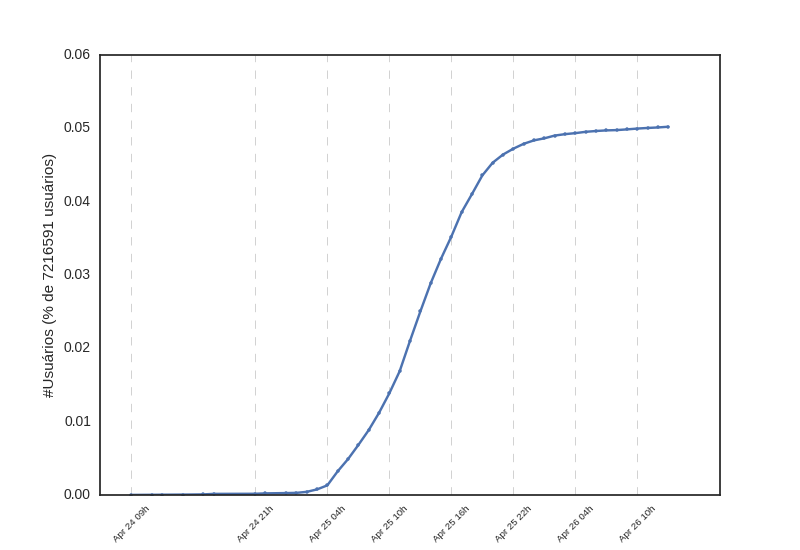 0.06
0.05
0.04
0.03
0.02
0.01
0.00
#Usuários (% de 7216591 usuários)
Apr 24 09h
Apr 24 21h
Apr 25 04h
Apr 25 10h
Apr 25 16h
Apr 25 22h
Apr 26 04h
Apr 26 10h